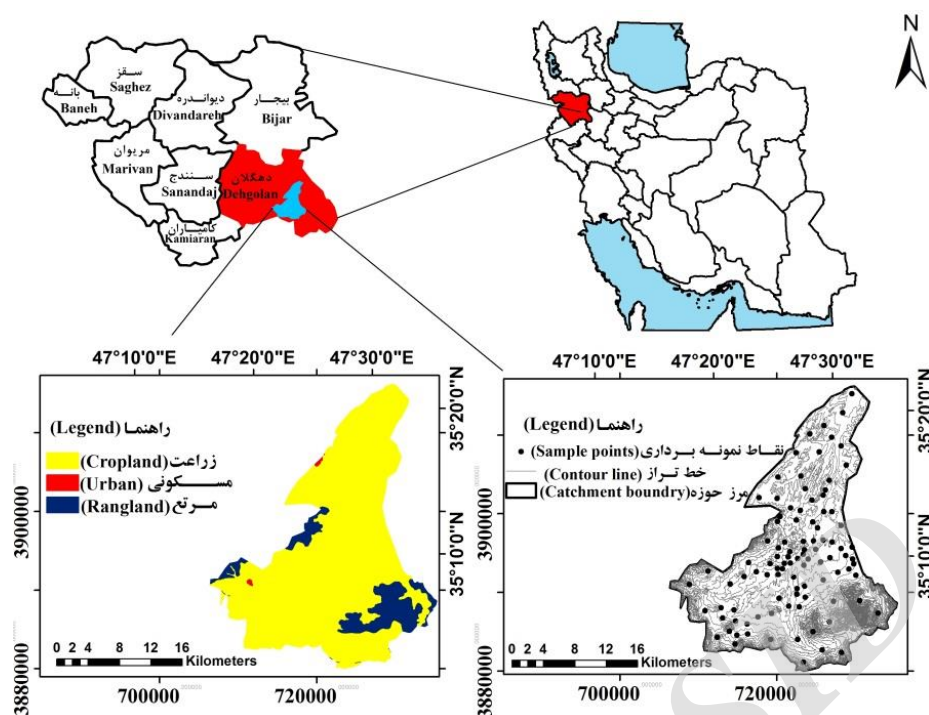 N
سقز
Saghez
بانه
Baneh
دیواندره
Divandareh
بیجار
Bijar
مریوان
Marivan
سنندج
Sanandaj
دهگلان
Dehgolan
کامیاران
Kamiaran
47°10'0"E 47°20'0"E 47°30'0"E
راهنما (Legend)
زراعت (Cropland)
مسکونی (Urban)
مرتع (Rangland)
35°20'0"N
35°10'0"N
3900000
3880000
0 2 4 8 12 16
Kilometers
700000 720000
47°10'0"E 47°20'0"E 47°30'0"E
راهنما (Legend)
نقاط نمونه برداری (Sample points)
خط تراز (Contour line)
مرز حوزه (Catchment boundry)
35°20'0"N
35°10'0"N
3900000
3880000
0 2 4 8 12 16
Kilometers
700000 720000